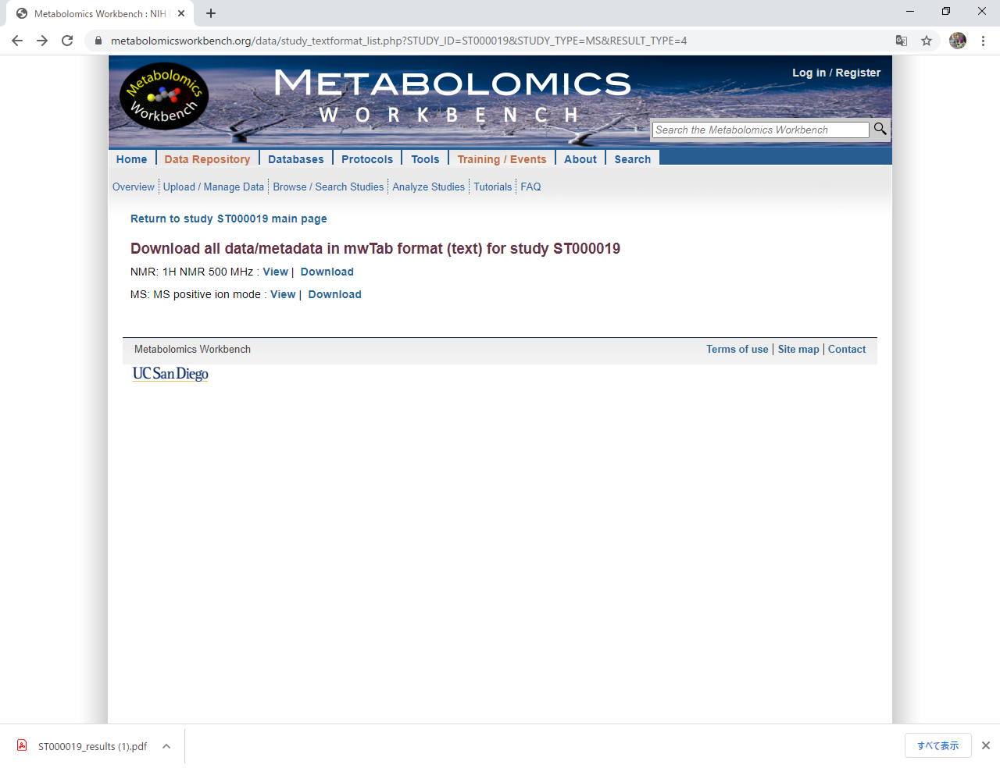 Metabolomics Workbench : NIH
metabolomicsworkbench.org/data/study_textformat_list.php?STUDY_ID=ST000019&STUDY_TYPE=MS&RESULT_TYPE=4
Metabolomics Workbench
METABOLOMICS
WORKBENCH
Log in / Register
Search the Metabolomics Workbench
Home Data Repository Databases Protocols Tools Training / Events About Search
Overview Upload / Manage Data Browse / Search Studies Analyze Studies Tutorials FAQ
Return to study ST000019 main page
Download all data/metadata in mwTab format (text) for study ST000019
NMR: 1H NMR 500 MHz : View | Download
MS: MS positive ion mode : View | Download
Metabolomics Workbench
Terms of use | Site map | Contact
UC San Diego
ST000019_results (1).pdf
すべて表示